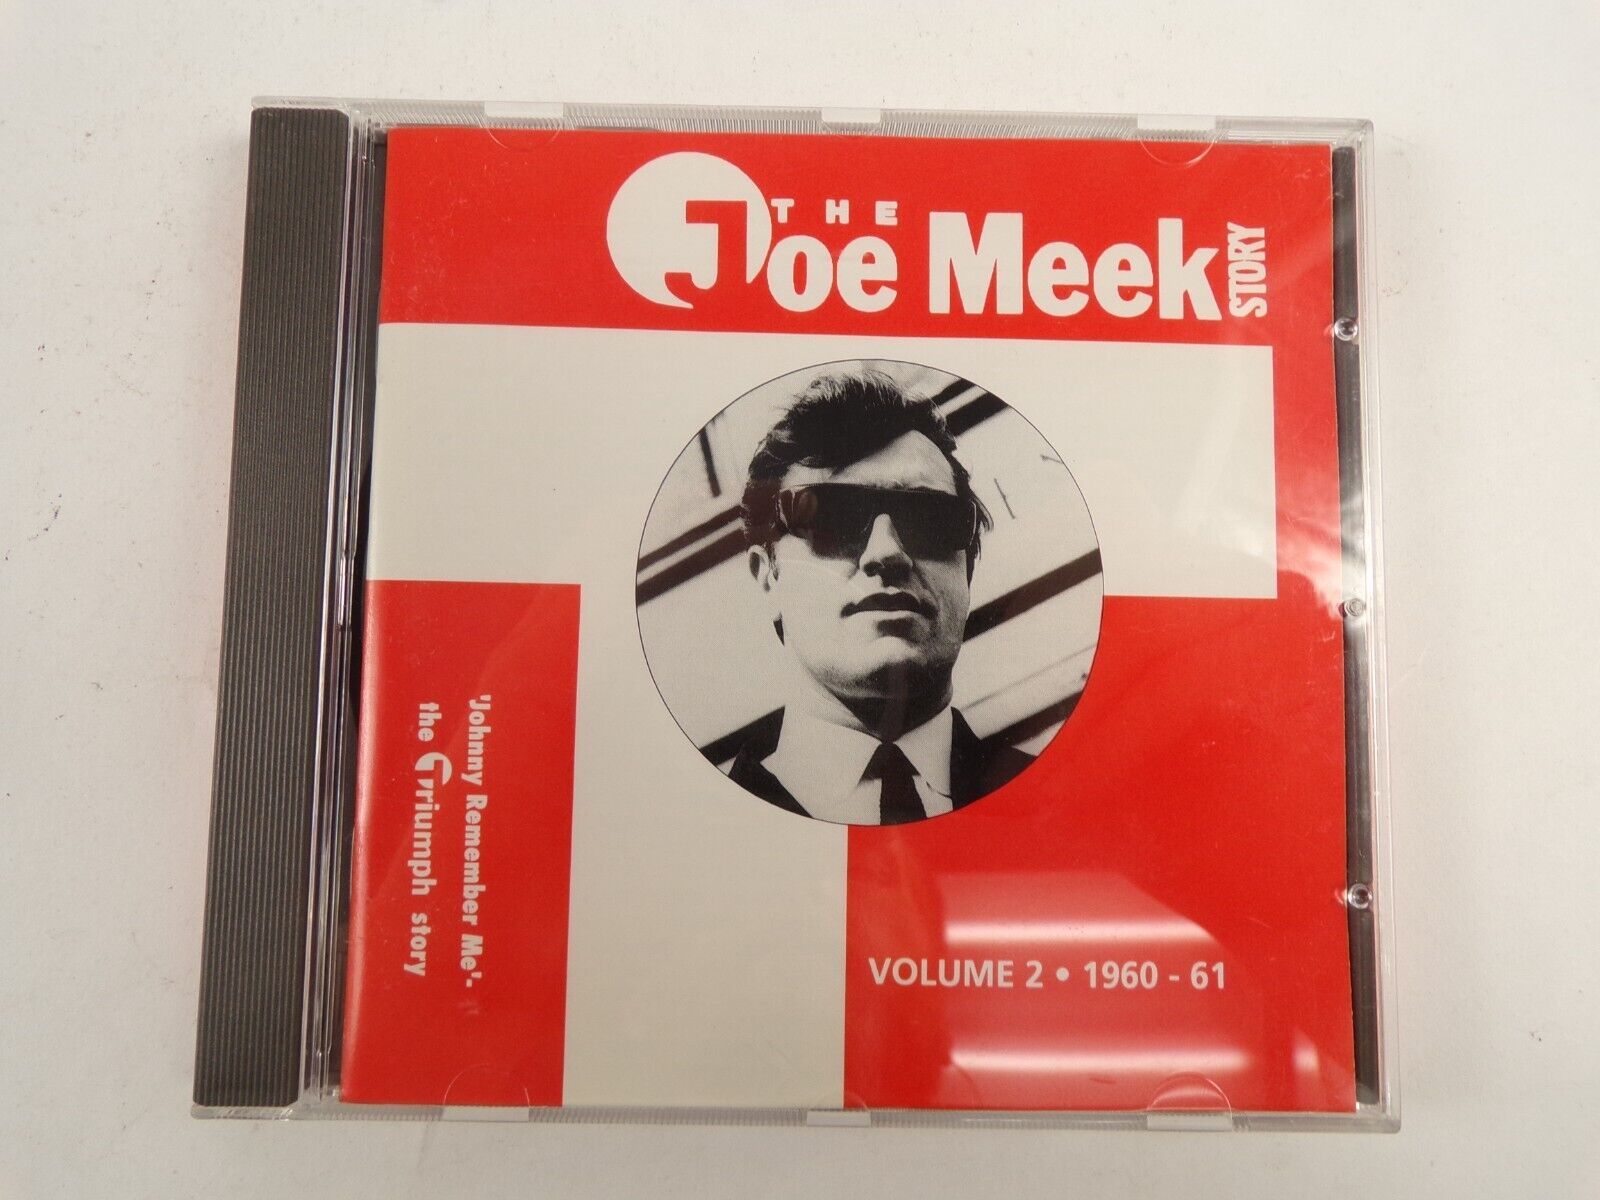 THE
Joe Meek
STORY
'Johnny Remember Me'-
the Triumph story
VOLUME 2 • 1960 - 61